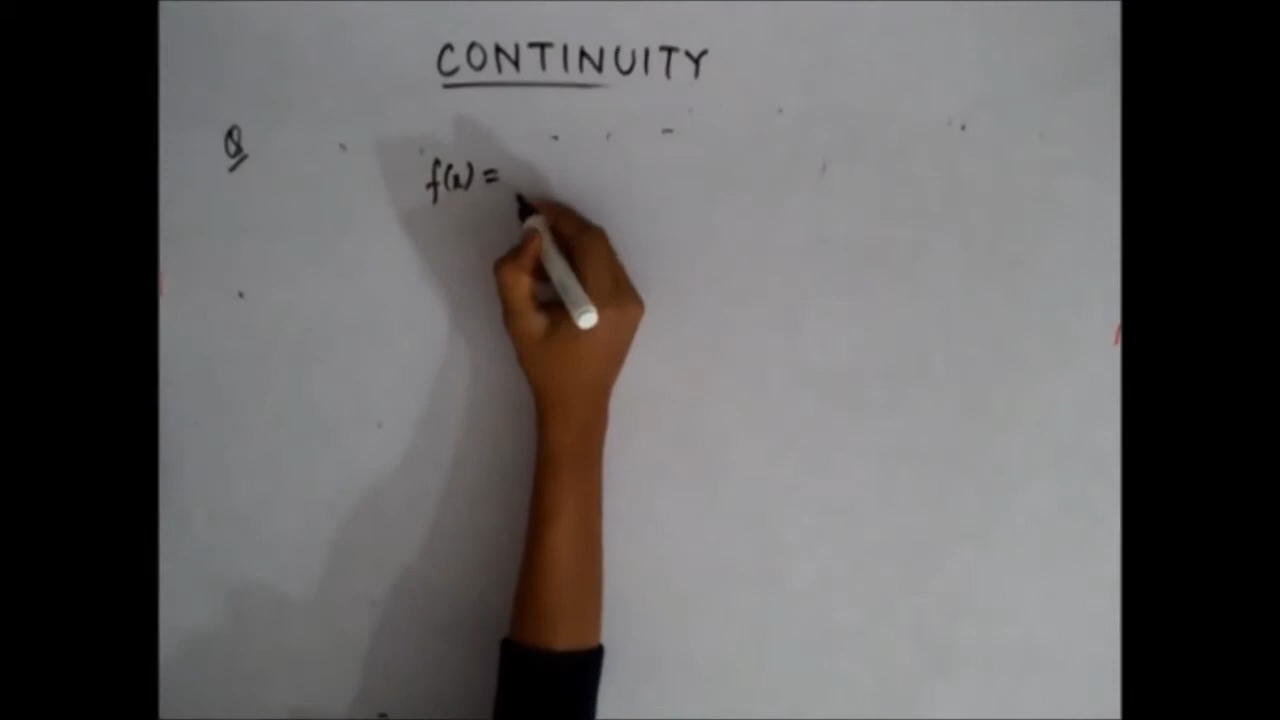 CONTINUITY
Q
f(x) =